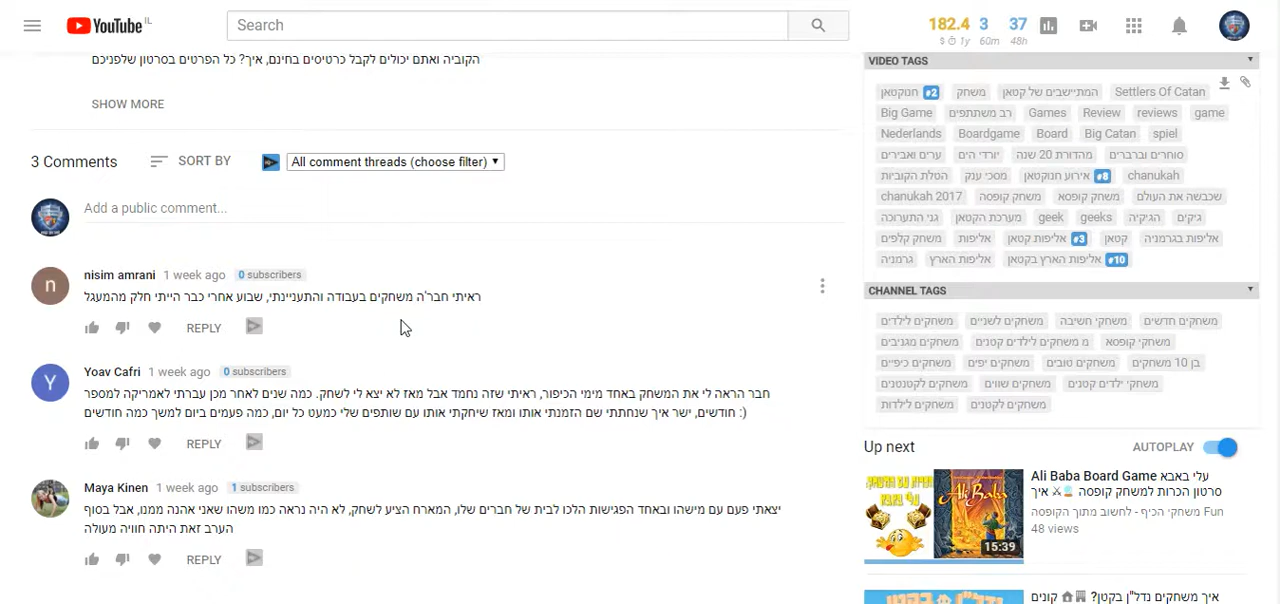 YouTube IL
Search
182.4 3 37
$ 1y 60m 48h
הקוביה ואתם יכולים לקבל כרטיסים בחינם, איך? כל הפרטים בסרטון שלפניכם
SHOW MORE
3 Comments SORT BY All comment threads (choose filter) ▼
Add a public comment...
nisim amrani 1 week ago 0 subscribers
ראיתי חבר'ה משחקים בעבודה והתעניינתי, שבוע אחרי כבר הייתי חלק מהמעגל
REPLY
Y
Yoav Cafri 1 week ago 0 subscribers
חבר הראה לי את המשחק באחד מימי הכיפור, ראיתי שזה נחמד אבל מאז לא יצא לי לשחק. כמה שנים לאחר מכן עברתי לאמריקה למספר
חודשים, ישר איך שנחתתי שם הזמנתי אותו ומאז שיחקתי אותו עם שותפים שלי כמעט כל יום, כמה פעמים ביום למשך כמה חודשים :)
REPLY
Maya Kinen 1 week ago 1 subscribers
יצאתי פעם עם מישהו ובאחד הפגישות הלכו לבית של חברים שלו, המארח הציע לשחק, לא היה נראה כמו משהו שאני אהנה ממנו, אבל בסוף
הערב זאת היתה חוויה מעולה
REPLY
n
VIDEO TAGS
חנוקטאן #2 משחק המתיישבים של קטאן Settlers Of Catan
Big Game רב משתתפים Games Review reviews game
Nederlands Boardgame Board Big Catan spiel
ערים ואבירים יורדי הים מהדורת 20 שנה סוחרים וברברים
הטלת הקוביות מסכי ענק אירוע חנוקטאן #8 chanukah
chanukah 2017 משחק קופסה משחק קופסא שכבשה את העולם
גני התערוכה מערכת הקטאן geek geeks הגיקיה גיקים
משחק קלפים אליפות אליפות קטאן #3 קטאן אליפות בגרמניה
גרמניה אליפות הארץ אליפות הארץ בקטאן #10
CHANNEL TAGS
משחקים לילדים משחקים לשניים משחקי חשיבה משחקים חדשים
משחקים מגניבים מ משחקים לילדים קטנים משחקי קופסא
משחקים כיפיים משחקים יפים משחקים טובים בן 10 משחקים
משחקים לקטנטנים משחקים שווים משחקי ילדים קטנים
משחקים לילדות משחקים לקטנים
Up next AUTOPLAY
Ali Baba
15:39
Ali Baba Board Game עלי באבא
סרטון הכרות למשחק קופסה איך
משחקי הכיף - לחשוב מתוך הקופסה Fun
48 views
איך משחקים נדל"ן בקטן? קונים